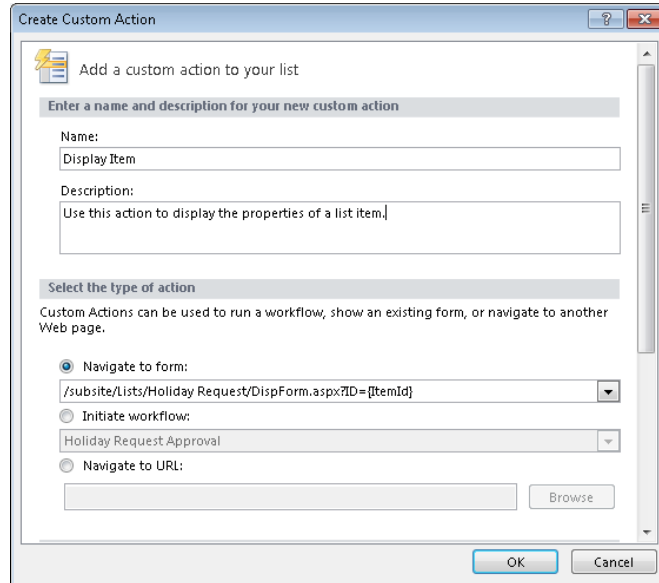 Create Custom Action
Add a custom action to your list
Enter a name and description for your new custom action
Name:
Display Item
Description:
Use this action to display the properties of a list item.
Select the type of action
Custom Actions can be used to run a workflow, show an existing form, or navigate to another
Web page.
Navigate to form:
/subsite/Lists/Holiday Request/DispForm.aspx?ID={ItemId}
Initiate workflow:
Holiday Request Approval
Navigate to URL:
Browse
OK
Cancel